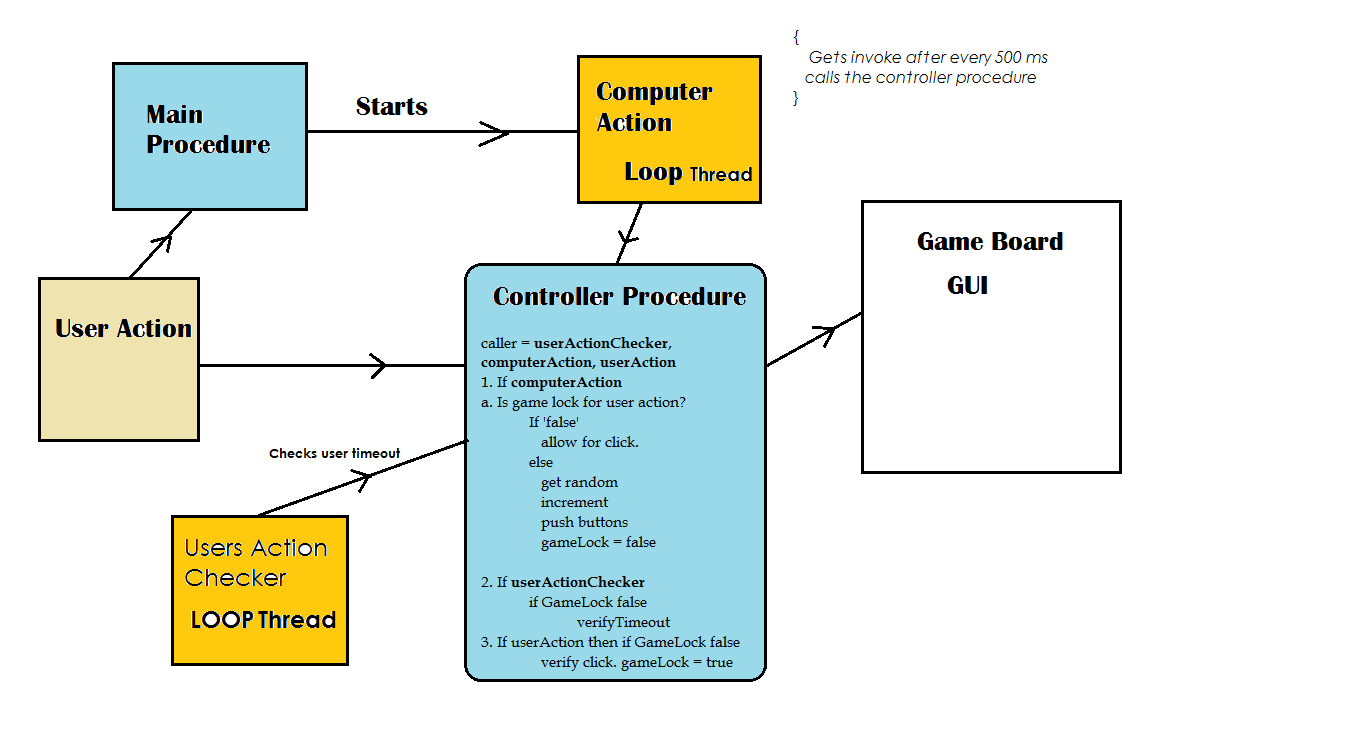 {
Gets invoke after every 500 ms
calls the controller procedure
}
Main
Procedure
Starts
Computer
Action
Loop Thread
User Action
Game Board
GUI
Controller Procedure
caller = userActionChecker,
computerAction, userAction
1. If computerAction
a. Is game lock for user action?
If 'false'
allow for click.
else
get random
increment
push buttons
gameLock = false
2. If userActionChecker
if GameLock false
verifyTimeout
3. If userAction then if GameLock false
verify click. gameLock = true
Checks user timeout
Users Action
Checker
LOOP Thread